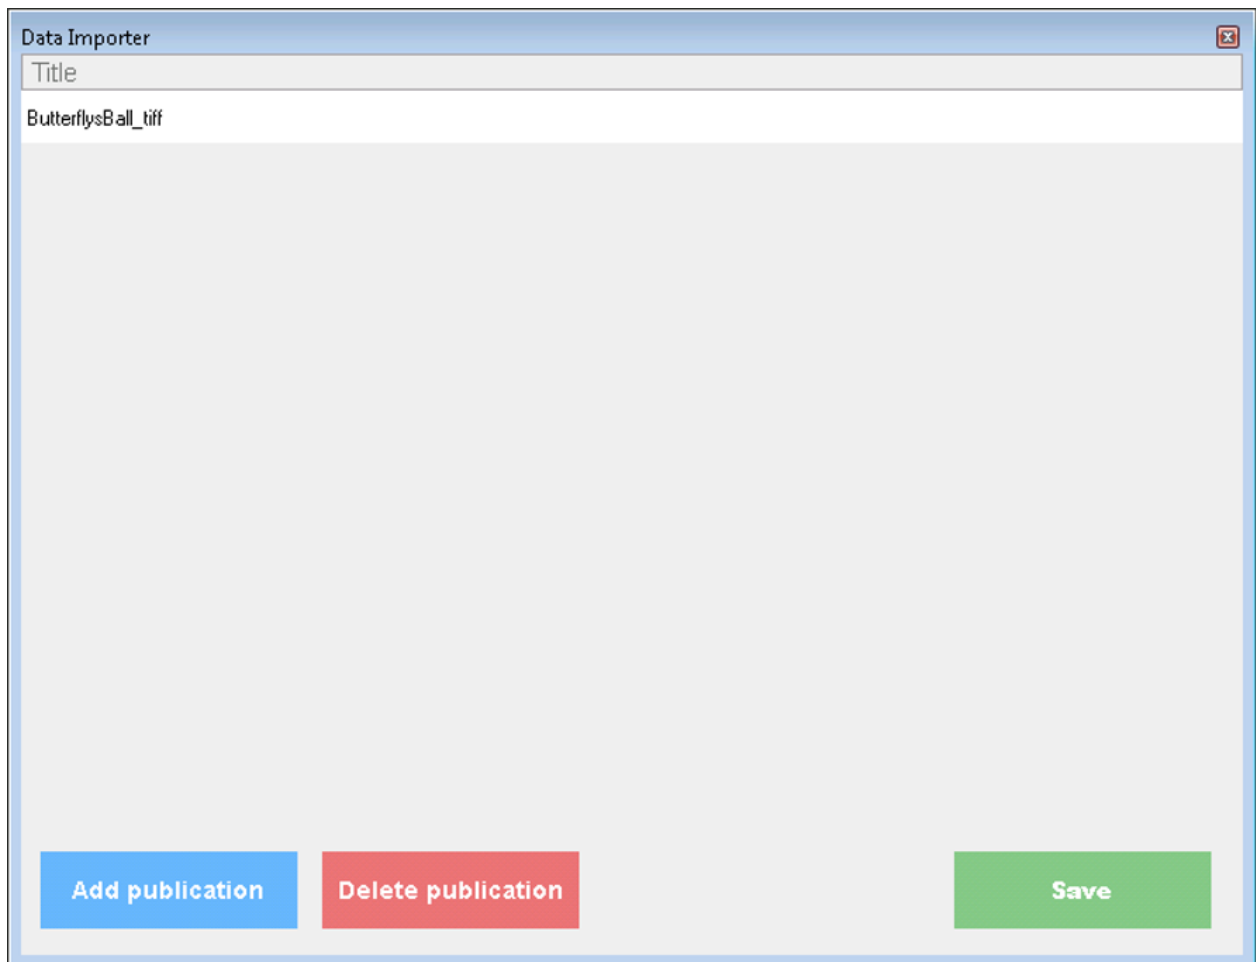 Data Importer
Title
ButterflysBall_tiff
Add publication
Delete publication
Save